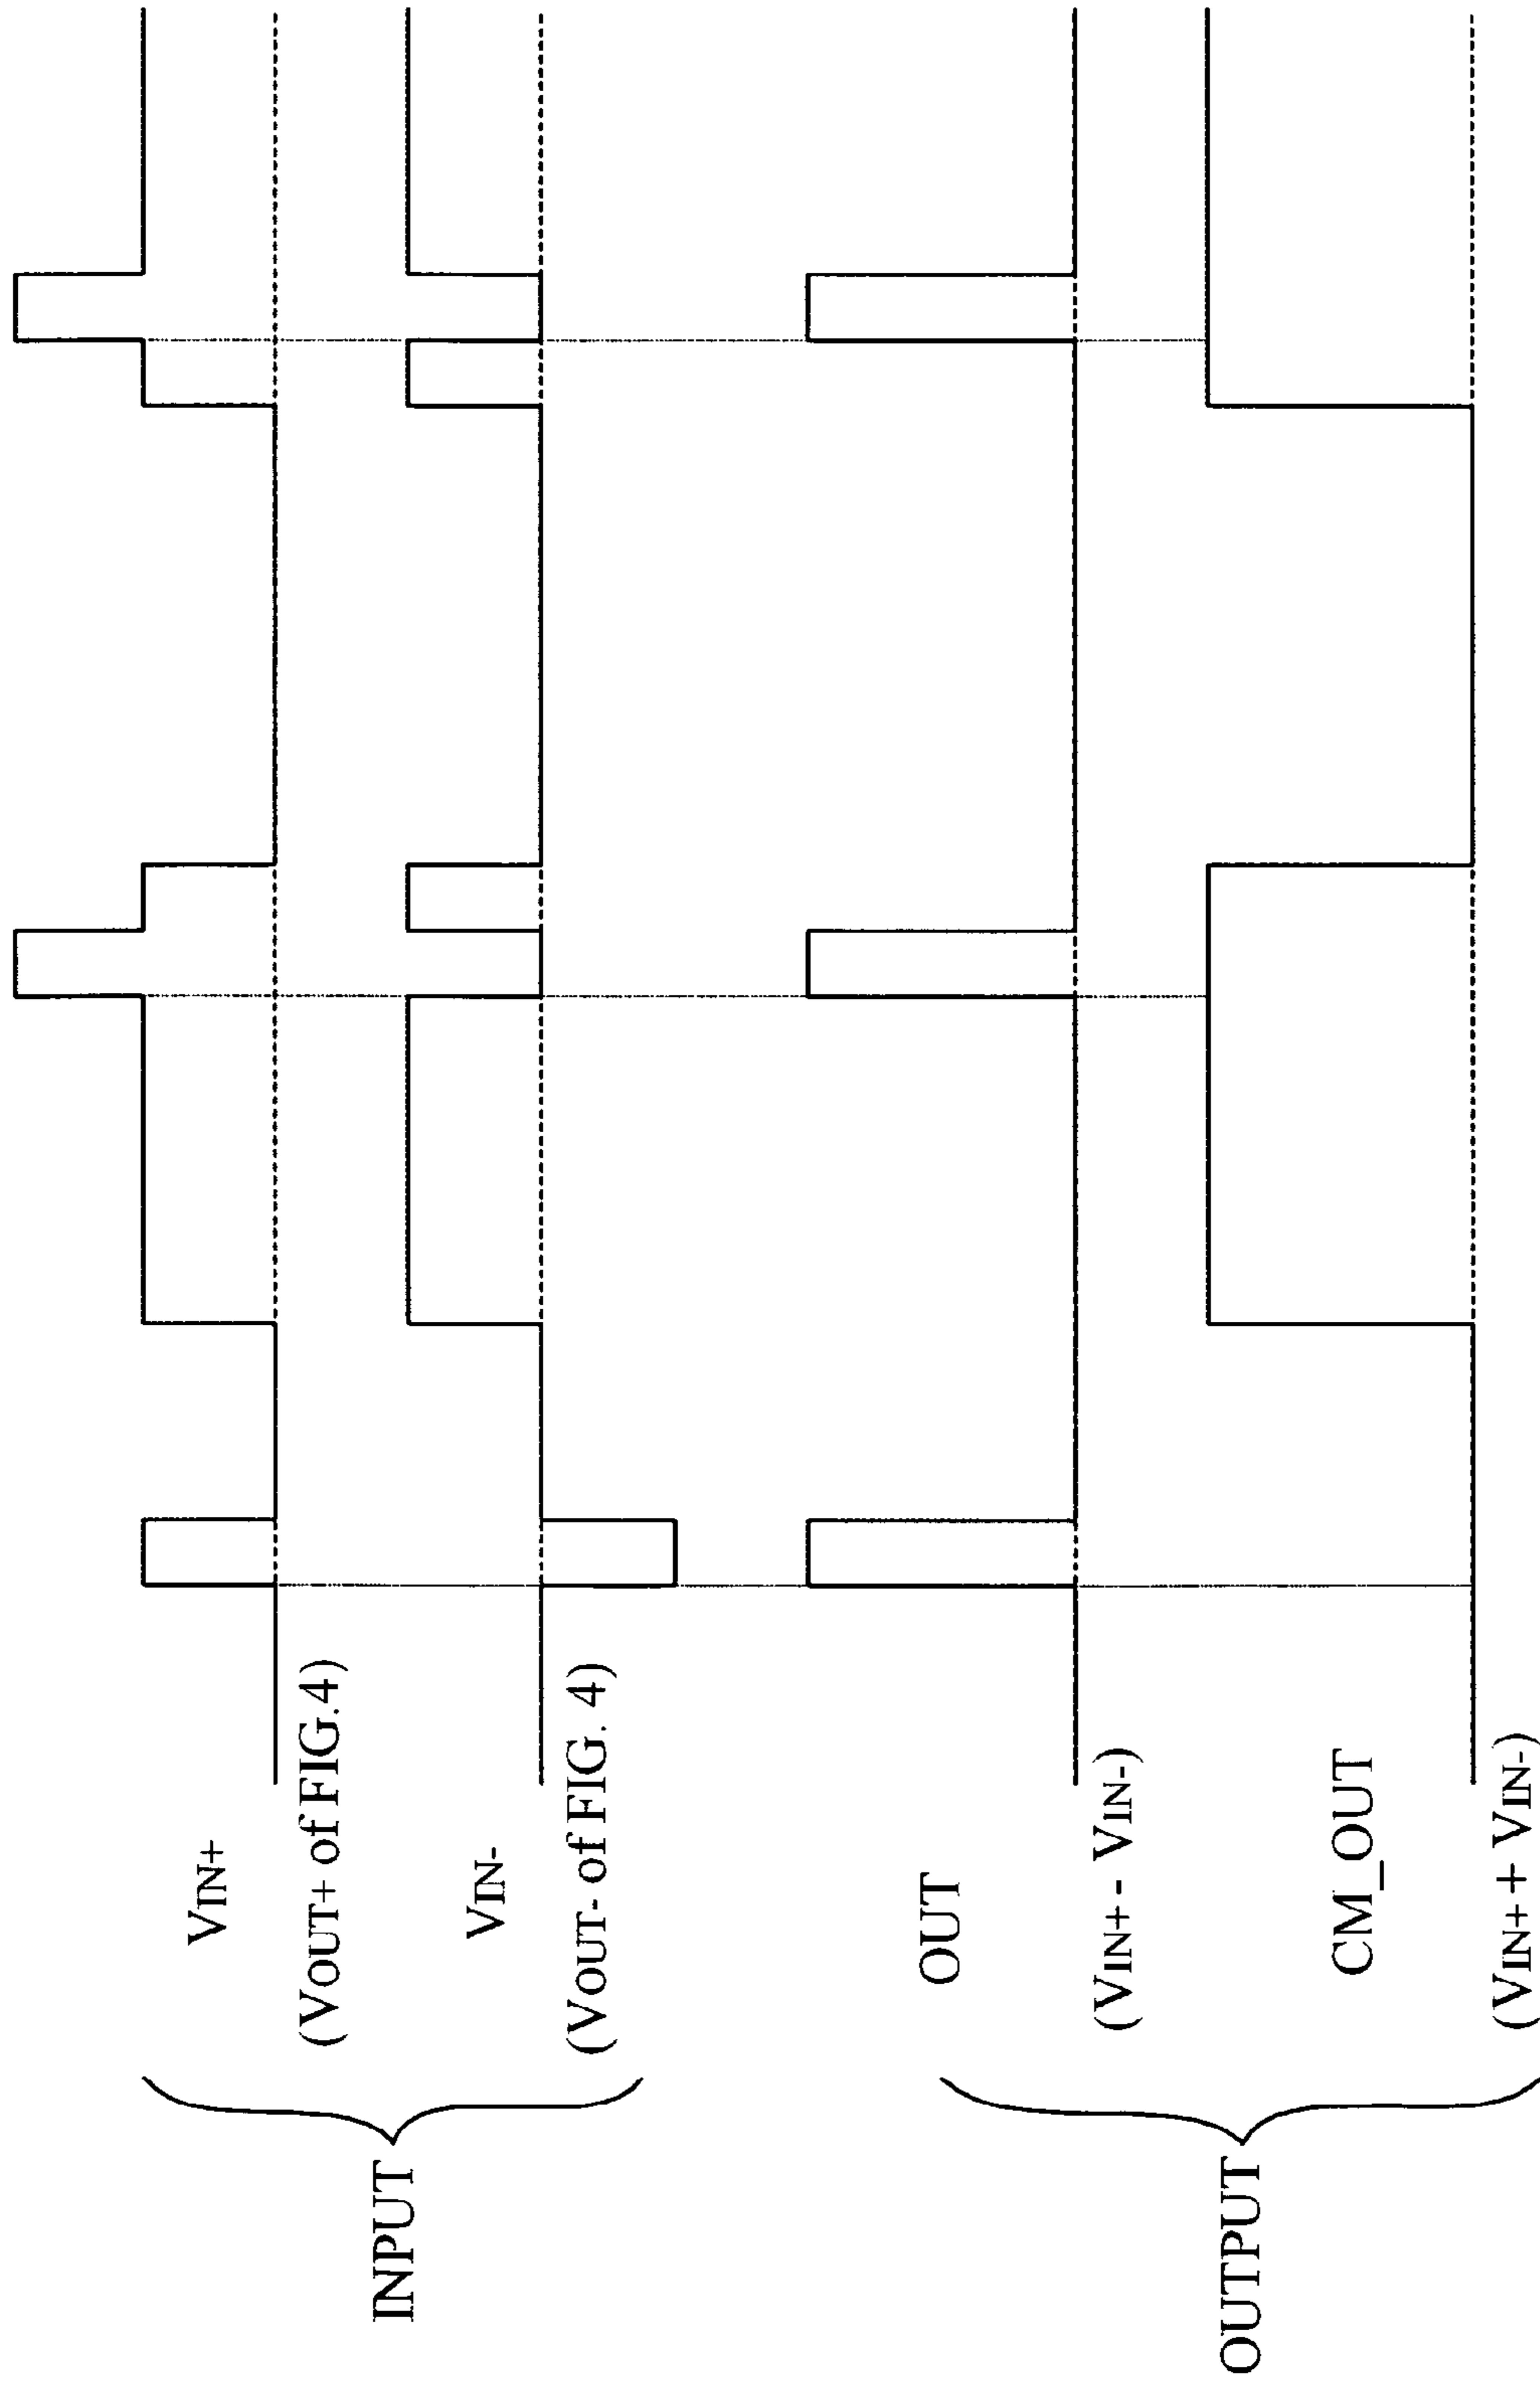 INPUT
VIN+
(VOUT+ of FIG.4)
VIN-
(VOUT- of FIG. 4)
OUTPUT
OUT
(VIN+ - VIN-)
CM_OUT
(VIN+ + VIN-)